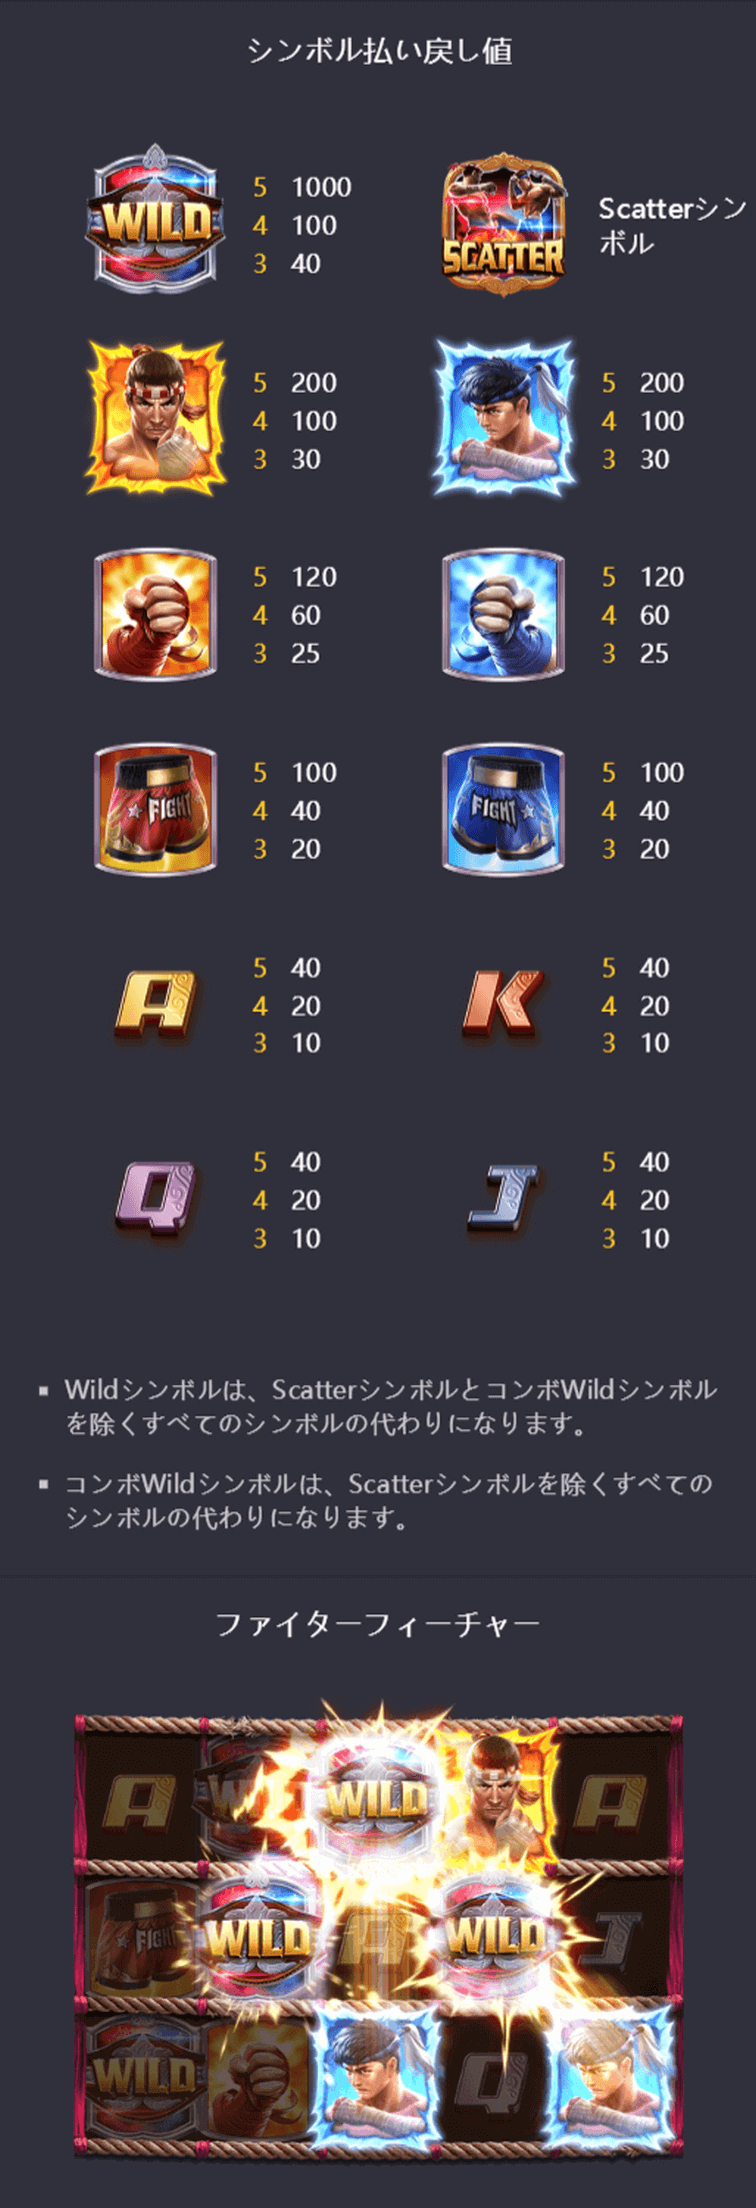 シンボル払い戻し値
WILD
5 1000
4 100
3 40
SCATTER
Scatterシン
ボル
5 200
4 100
3 30
5 200
4 100
3 30
5 120
4 60
3 25
5 120
4 60
3 25
FIGHT
5 100
4 40
3 20
FIGHT
5 100
4 40
3 20
A
5 40
4 20
3 10
K
5 40
4 20
3 10
Q
5 40
4 20
3 10
J
5 40
4 20
3 10
Wildシンボルは、ScatterシンボルとコンボWildシンボル
を除くすべてのシンボルの代わりになります。
コンボWildシンボルは、Scatterシンボルを除くすべての
シンボルの代わりになります。
ファイターフィーチャー
A WILD WILD A
FIGHT WILD A WILD J
WILD Q